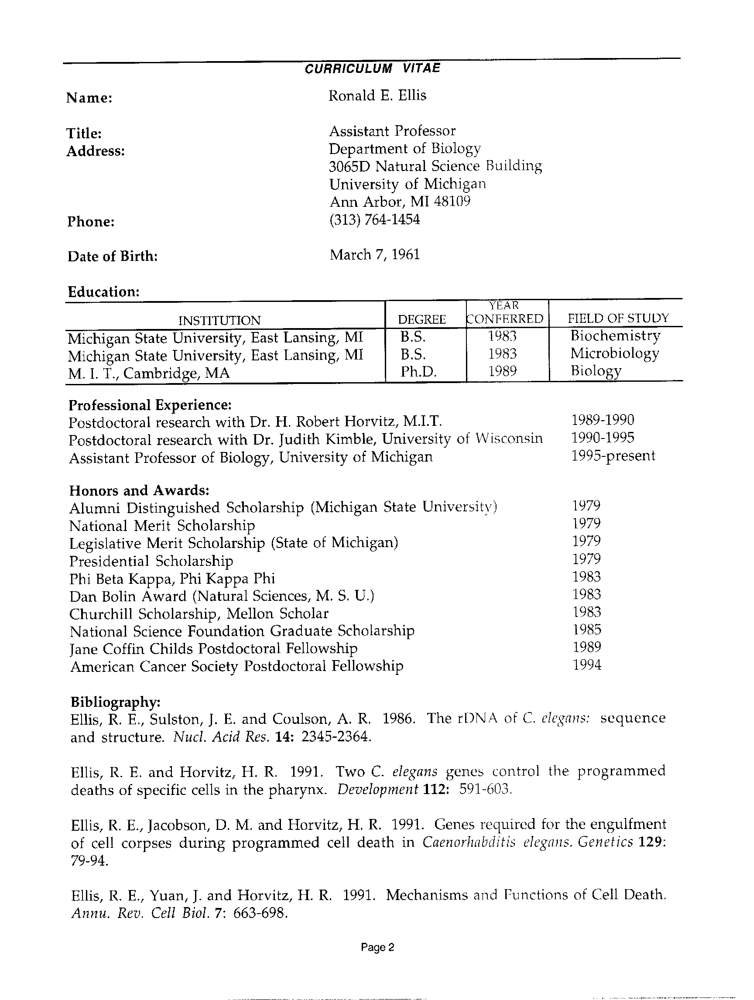 CURRICULUM VITAE
Name: Ronald E. Ellis
Title: Assistant Professor
Address: Department of Biology
3065D Natural Science Building
University of Michigan
Ann Arbor, MI 48109
Phone: (313) 764-1454
Date of Birth: March 7, 1961
Education:
INSTITUTION DEGREE YEAR CONFERRED FIELD OF STUDY
Michigan State University, East Lansing, MI B.S. 1983 Biochemistry
Michigan State University, East Lansing, MI B.S. 1983 Microbiology
M. I. T., Cambridge, MA Ph.D. 1989 Biology
Professional Experience:
Postdoctoral research with Dr. H. Robert Horvitz, M.I.T. 1989-1990
Postdoctoral research with Dr. Judith Kimble, University of Wisconsin 1990-1995
Assistant Professor of Biology, University of Michigan 1995-present
Honors and Awards:
Alumni Distinguished Scholarship (Michigan State University) 1979
National Merit Scholarship 1979
Legislative Merit Scholarship (State of Michigan) 1979
Presidential Scholarship 1979
Phi Beta Kappa, Phi Kappa Phi 1983
Dan Bolin Award (Natural Sciences, M. S. U.) 1983
Churchill Scholarship, Mellon Scholar 1983
National Science Foundation Graduate Scholarship 1985
Jane Coffin Childs Postdoctoral Fellowship 1989
American Cancer Society Postdoctoral Fellowship 1994
Bibliography:
Ellis, R. E., Sulston, J. E. and Coulson, A. R. 1986. The rDNA of C. elegans: sequence
and structure. Nucl. Acid Res. 14: 2345-2364.
Ellis, R. E. and Horvitz, H. R. 1991. Two C. elegans genes control the programmed
deaths of specific cells in the pharynx. Development 112: 591-603.
Ellis, R. E., Jacobson, D. M. and Horvitz, H. R. 1991. Genes required for the engulfment
of cell corpses during programmed cell death in Caenorhabditis elegans. Genetics 129:
79-94.
Ellis, R. E., Yuan, J. and Horvitz, H. R. 1991. Mechanisms and Functions of Cell Death.
Annu. Rev. Cell Biol. 7: 663-698.
Page 2